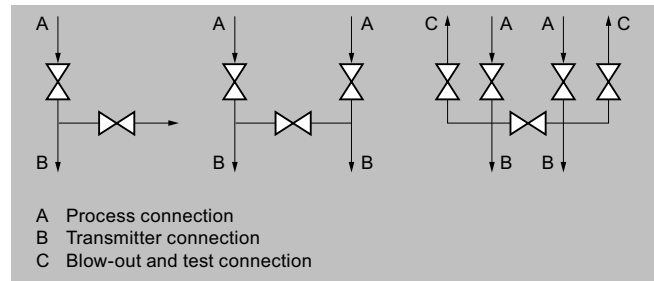 A A A C A A C
B B B B B
A Process connection
B Transmitter connection
C Blow-out and test connection